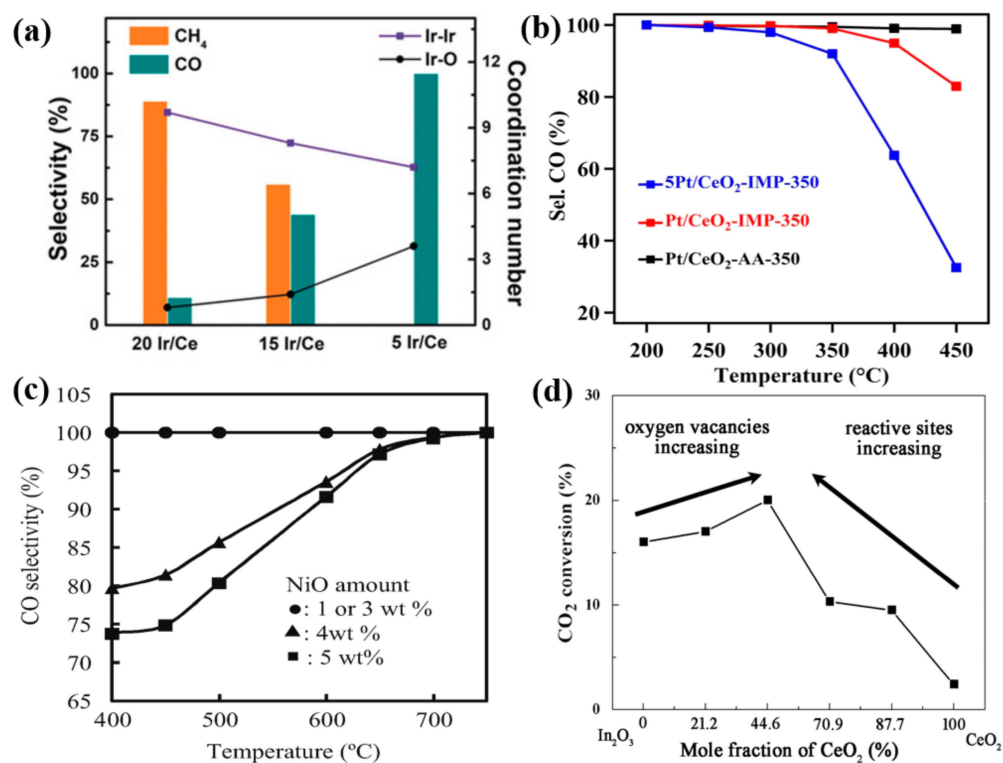 (a)
CH₄
CO
Ir-Ir
Ir-O
Selectivity (%)
100
75
50
25
0
Coordination number
12
9
6
3
0
20 Ir/Ce
15 Ir/Ce
5 Ir/Ce
(b)
Sel. CO (%)
100
80
60
40
20
5Pt/CeO₂-IMP-350
Pt/CeO₂-IMP-350
Pt/CeO₂-AA-350
200
250
300
350
400
450
Temperature (°C)
(c)
CO selectivity (%)
105
100
95
90
85
80
75
70
65
NiO amount
: 1 or 3 wt %
: 4wt %
: 5 wt%
400
500
600
700
Temperature (ºC)
(d)
CO₂ conversion (%)
30
20
10
0
oxygen vacancies
increasing
reactive sites
increasing
0
21.2
44.6
70.9
87.7
100
In₂O₃
CeO₂
Mole fraction of CeO₂ (%)